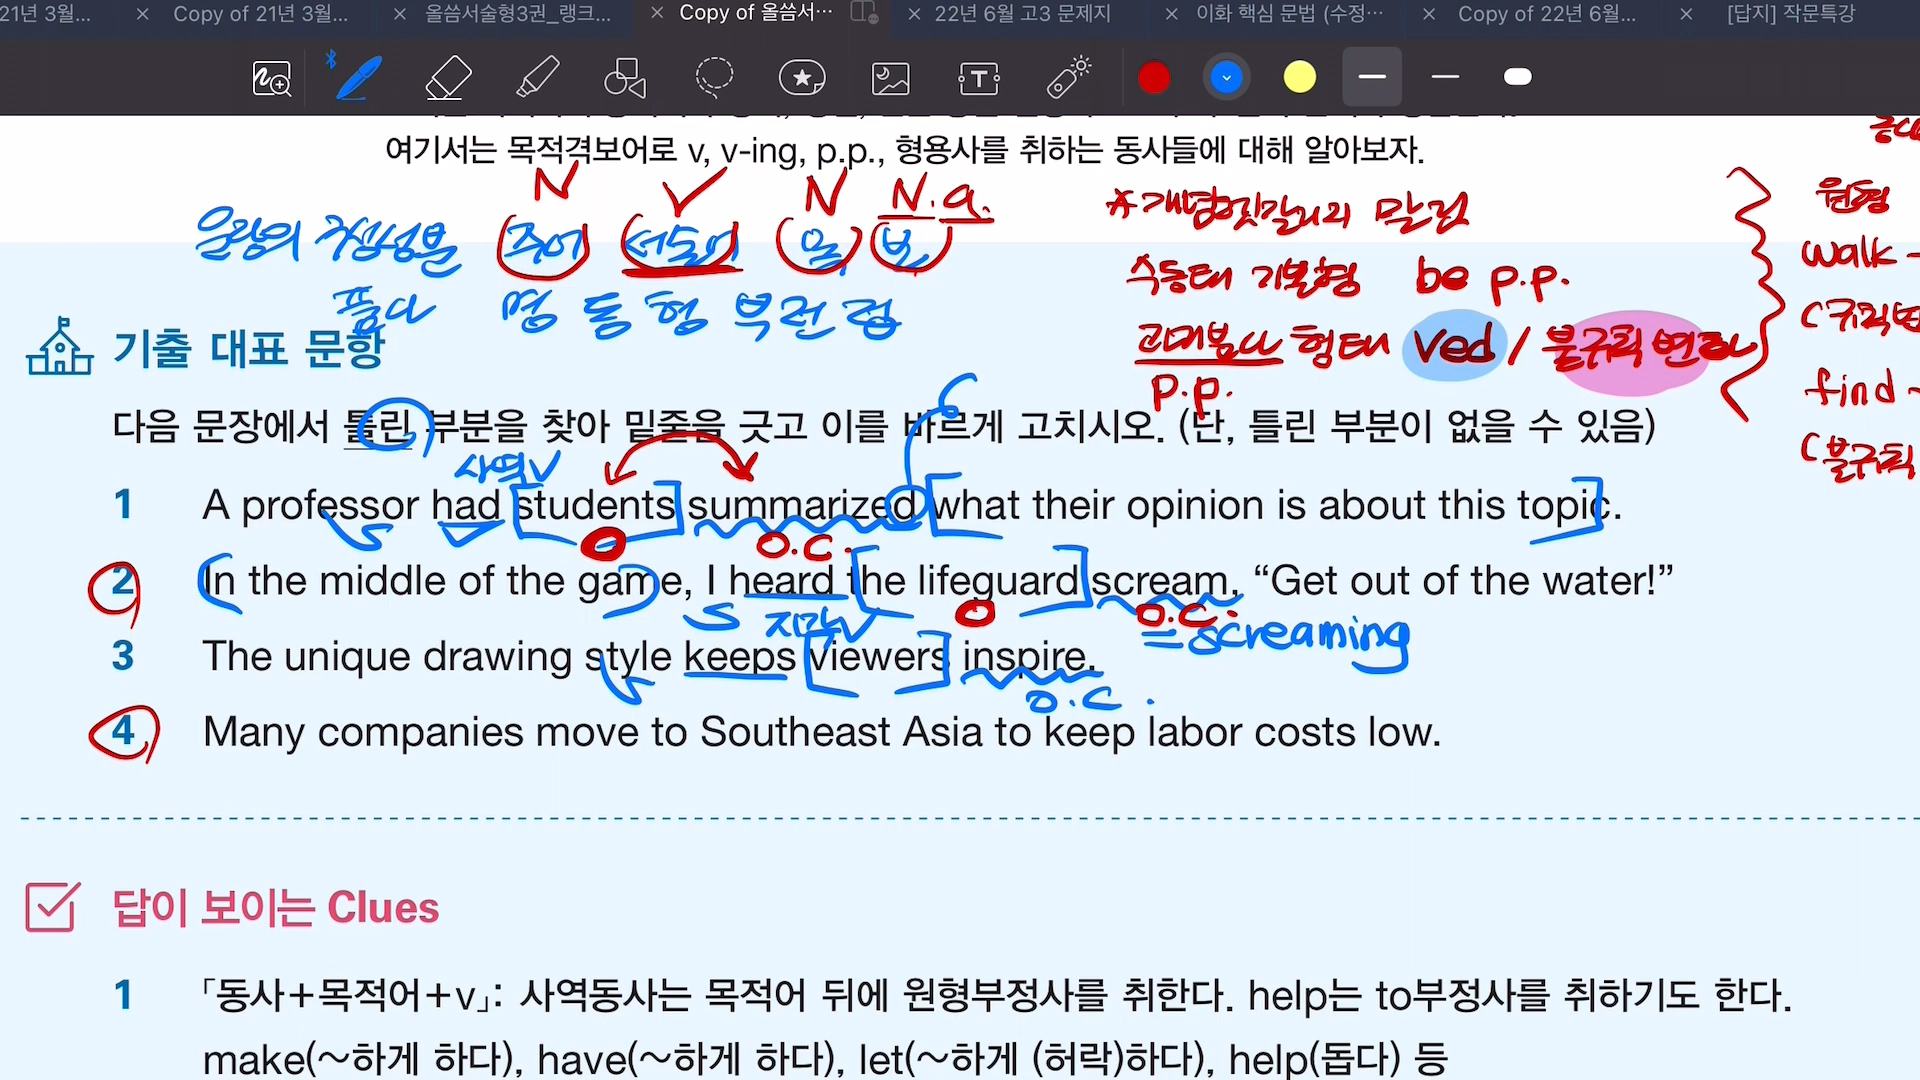 21년 3월...
Copy of 21년 3월...
올씀서술형3권_랭크...
Copy of 올씀서...
22년 6월 고3 문제지
이화 핵심 문법 (수정...
Copy of 22년 6월...
[답지] 작문특강
여기서는 목적격보어로 v, v-ing, p.p., 형용사를 취하는 동사들에 대해 알아보자.
N V N N.a.
문장의 구성성분 주어 서술어 목 보
품사 명 동 형 부 전 접
수동태 기본형 be p.p.
형태 Ved / 불규칙 변화
p.p.
원형
walk -
find -
(불규칙
기출 대표 문항
다음 문장에서 틀린 부분을 찾아 밑줄을 긋고 이를 바르게 고치시오. (단, 틀린 부분이 없을 수 있음)
사역V
1 A professor had students summarized what their opinion is about this topic.
S O O.C.
2 In the middle of the game, I heard the lifeguard scream, “Get out of the water!”
S 지각V O O.C. = screaming
3 The unique drawing style keeps viewers inspire.
S O.C.
4 Many companies move to Southeast Asia to keep labor costs low.
답이 보이는 Clues
1 「동사+목적어+v」: 사역동사는 목적어 뒤에 원형부정사를 취한다. help는 to부정사를 취하기도 한다.
make(~하게 하다), have(~하게 하다), let(~하게 (허락)하다), help(돕다) 등